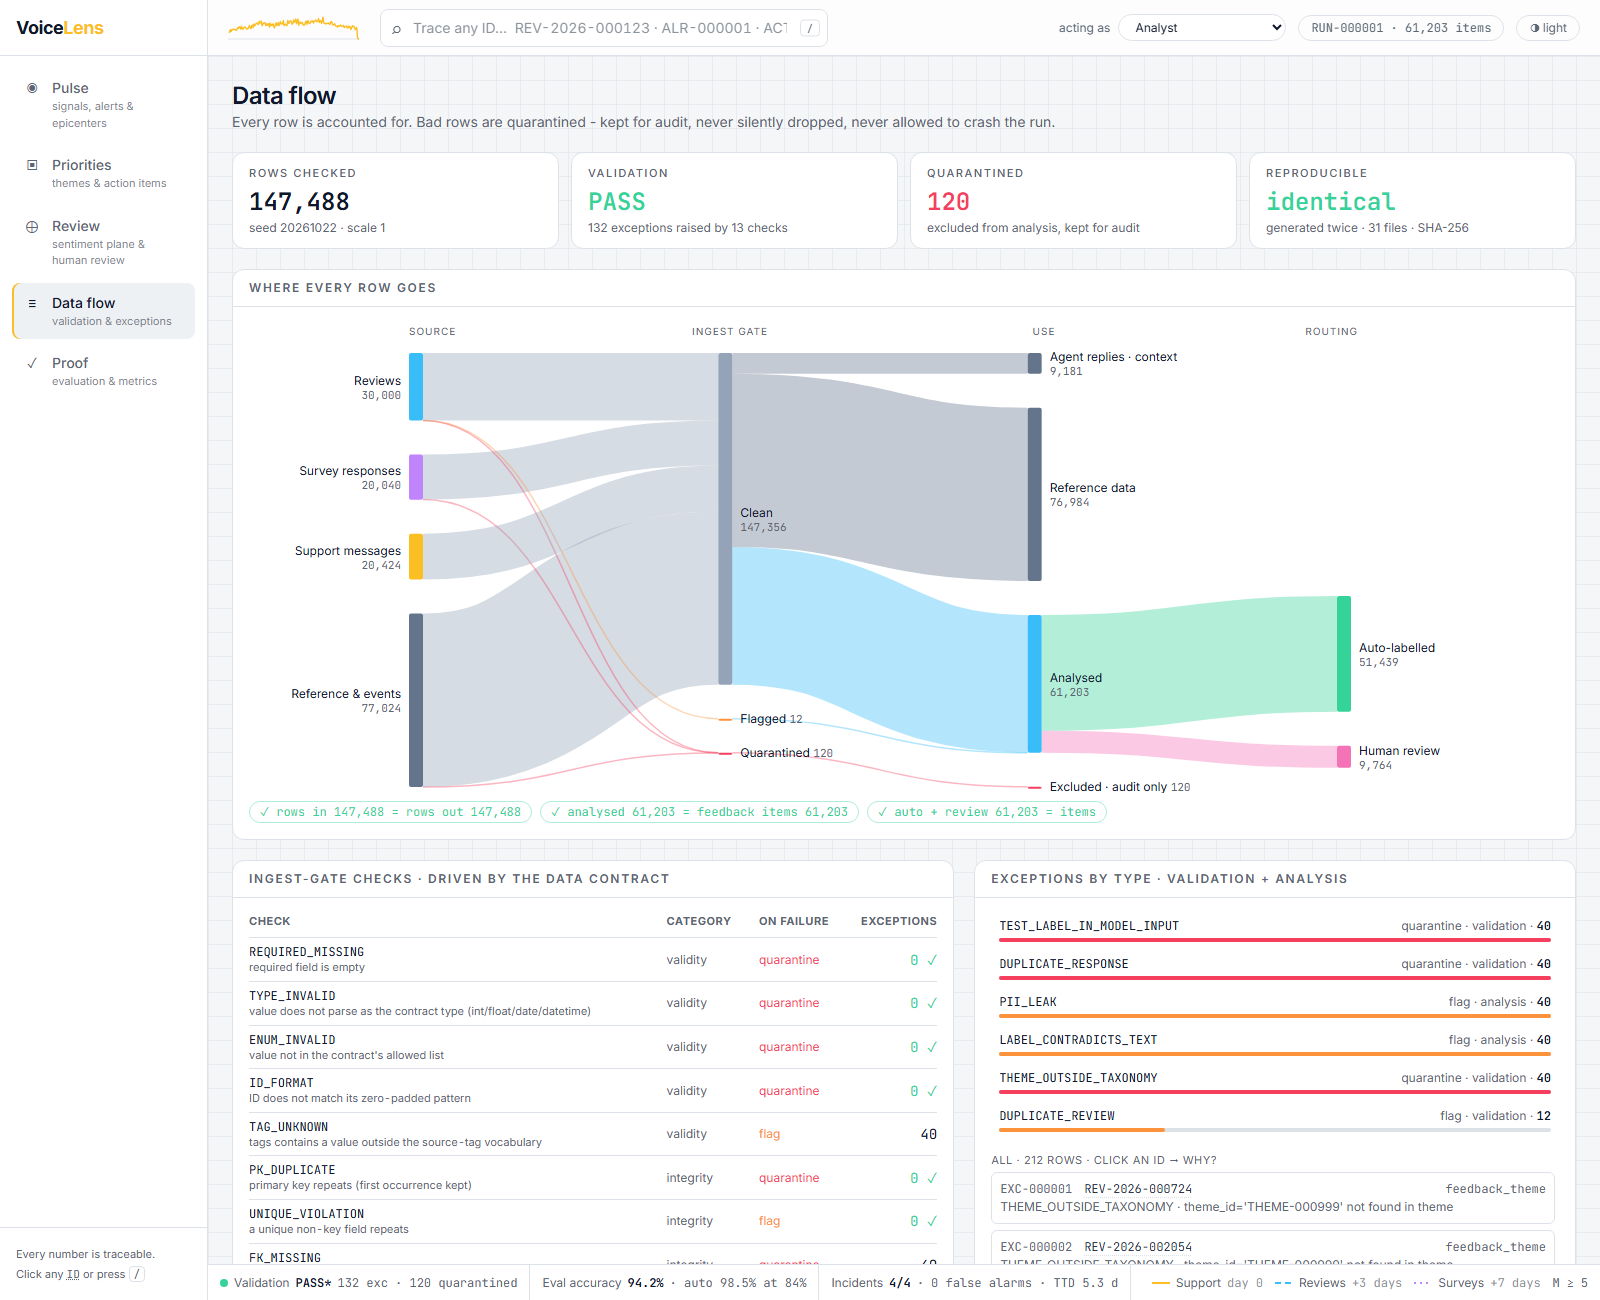 VoiceLens
Trace any ID... REV-2026-000123 · ALR-000001 · ACT
/
acting as
Analyst
RUN-000001 · 61,203 items
light
Pulse
signals, alerts &
epicenters
Priorities
themes & action items
Review
sentiment plane &
human review
Data flow
validation & exceptions
Proof
evaluation & metrics
Data flow
Every row is accounted for. Bad rows are quarantined - kept for audit, never silently dropped, never allowed to crash the run.
ROWS CHECKED
147,488
seed 20261022 · scale 1
VALIDATION
PASS
132 exceptions raised by 13 checks
QUARANTINED
120
excluded from analysis, kept for audit
REPRODUCIBLE
identical
generated twice · 31 files · SHA-256
WHERE EVERY ROW GOES
SOURCE
INGEST GATE
USE
ROUTING
Reviews
30,000
Survey responses
20,040
Support messages
20,424
Reference & events
77,024
Clean
147,356
Flagged 12
Quarantined 120
Agent replies · context
9,181
Reference data
76,984
Analysed
61,203
Excluded · audit only 120
Auto-labelled
51,439
Human review
9,764
✓ rows in 147,488 = rows out 147,488
✓ analysed 61,203 = feedback items 61,203
✓ auto + review 61,203 = items
INGEST-GATE CHECKS · DRIVEN BY THE DATA CONTRACT
CHECK CATEGORY ON FAILURE EXCEPTIONS
REQUIRED_MISSING validity quarantine 0 ✓
required field is empty
TYPE_INVALID validity quarantine 0 ✓
value does not parse as the contract type (int/float/date/datetime)
ENUM_INVALID validity quarantine 0 ✓
value not in the contract's allowed list
ID_FORMAT validity quarantine 0 ✓
ID does not match its zero-padded pattern
TAG_UNKNOWN validity flag 40
tags contains a value outside the source-tag vocabulary
PK_DUPLICATE integrity quarantine 0 ✓
primary key repeats (first occurrence kept)
UNIQUE_VIOLATION integrity flag 0 ✓
a unique non-key field repeats
FK_MISSING
EXCEPTIONS BY TYPE · VALIDATION + ANALYSIS
TEST_LABEL_IN_MODEL_INPUT quarantine · validation · 40
DUPLICATE_RESPONSE quarantine · validation · 40
PII_LEAK flag · analysis · 40
LABEL_CONTRADICTS_TEXT flag · analysis · 40
THEME_OUTSIDE_TAXONOMY quarantine · validation · 40
DUPLICATE_REVIEW flag · validation · 12
ALL · 212 ROWS · CLICK AN ID → WHY?
EXC-000001 REV-2026-000724 feedback_theme
THEME_OUTSIDE_TAXONOMY · theme_id='THEME-000999' not found in theme
EXC-000002 REV-2026-002054 feedback_theme
Every number is traceable.
Click any ID or press /
Validation PASS* 132 exc · 120 quarantined
Eval accuracy 94.2% · auto 98.5% at 84%
Incidents 4/4 · 0 false alarms · TTD 5.3 d
Support day 0
Reviews +3 days
Surveys +7 days
M ≥ 5